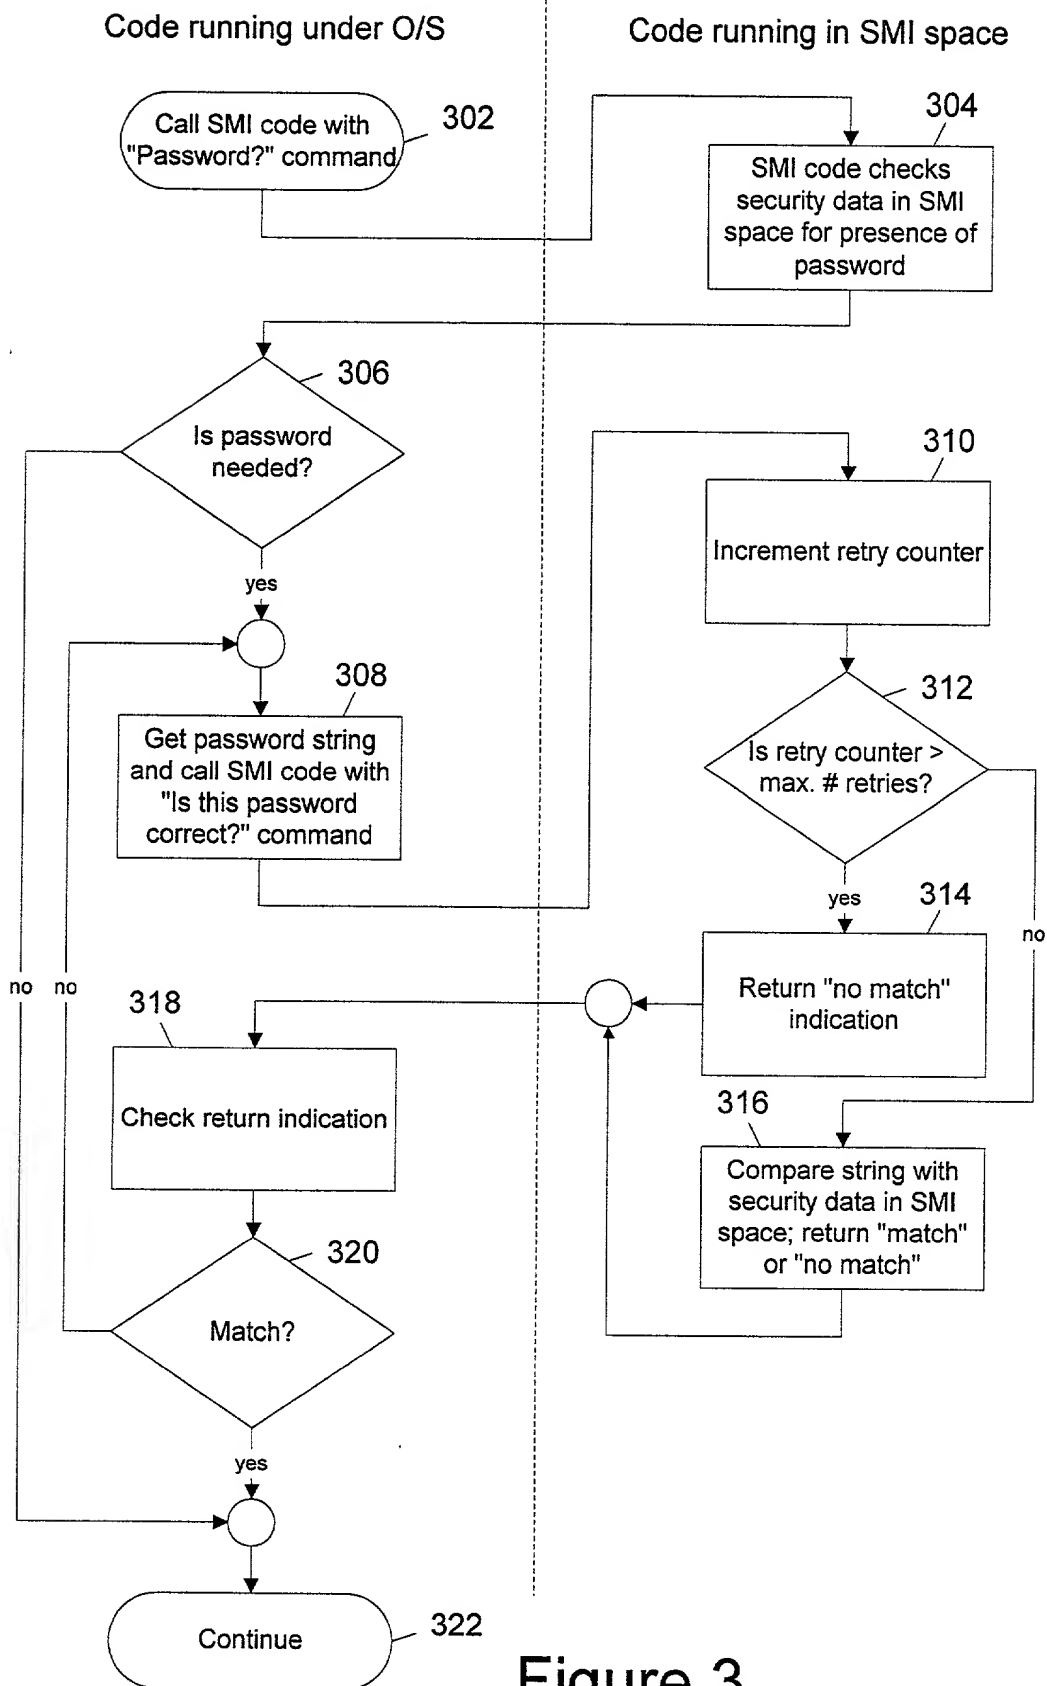 Code running under O/S
Code running in SMI space
Call SMI code with
"Password?" command
302
304
SMI code checks
security data in SMI
space for presence of
password
306
Is password
needed?
yes
308
Get password string
and call SMI code with
"Is this password
correct?" command
310
Increment retry counter
312
Is retry counter >
max. # retries?
yes
no
314
Return "no match"
indication
316
Compare string with
security data in SMI
space; return "match"
or "no match"
no
no
318
Check return indication
320
Match?
yes
Continue
322
Figure 3